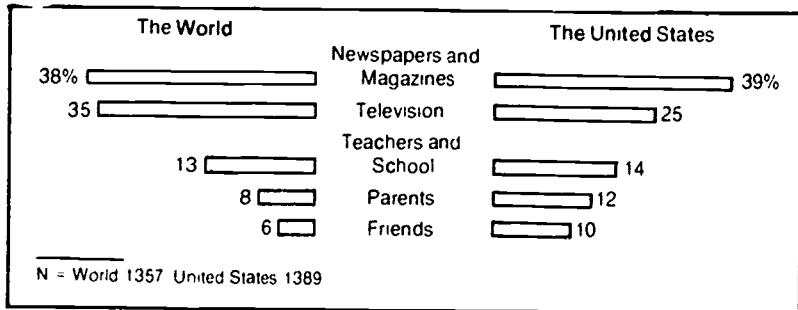 The World The United States
Newspapers and
38% Magazines 39%
35 Television 25
Teachers and
13 School 14
8 Parents 12
6 Friends 10
N = World 1357 United States 1389